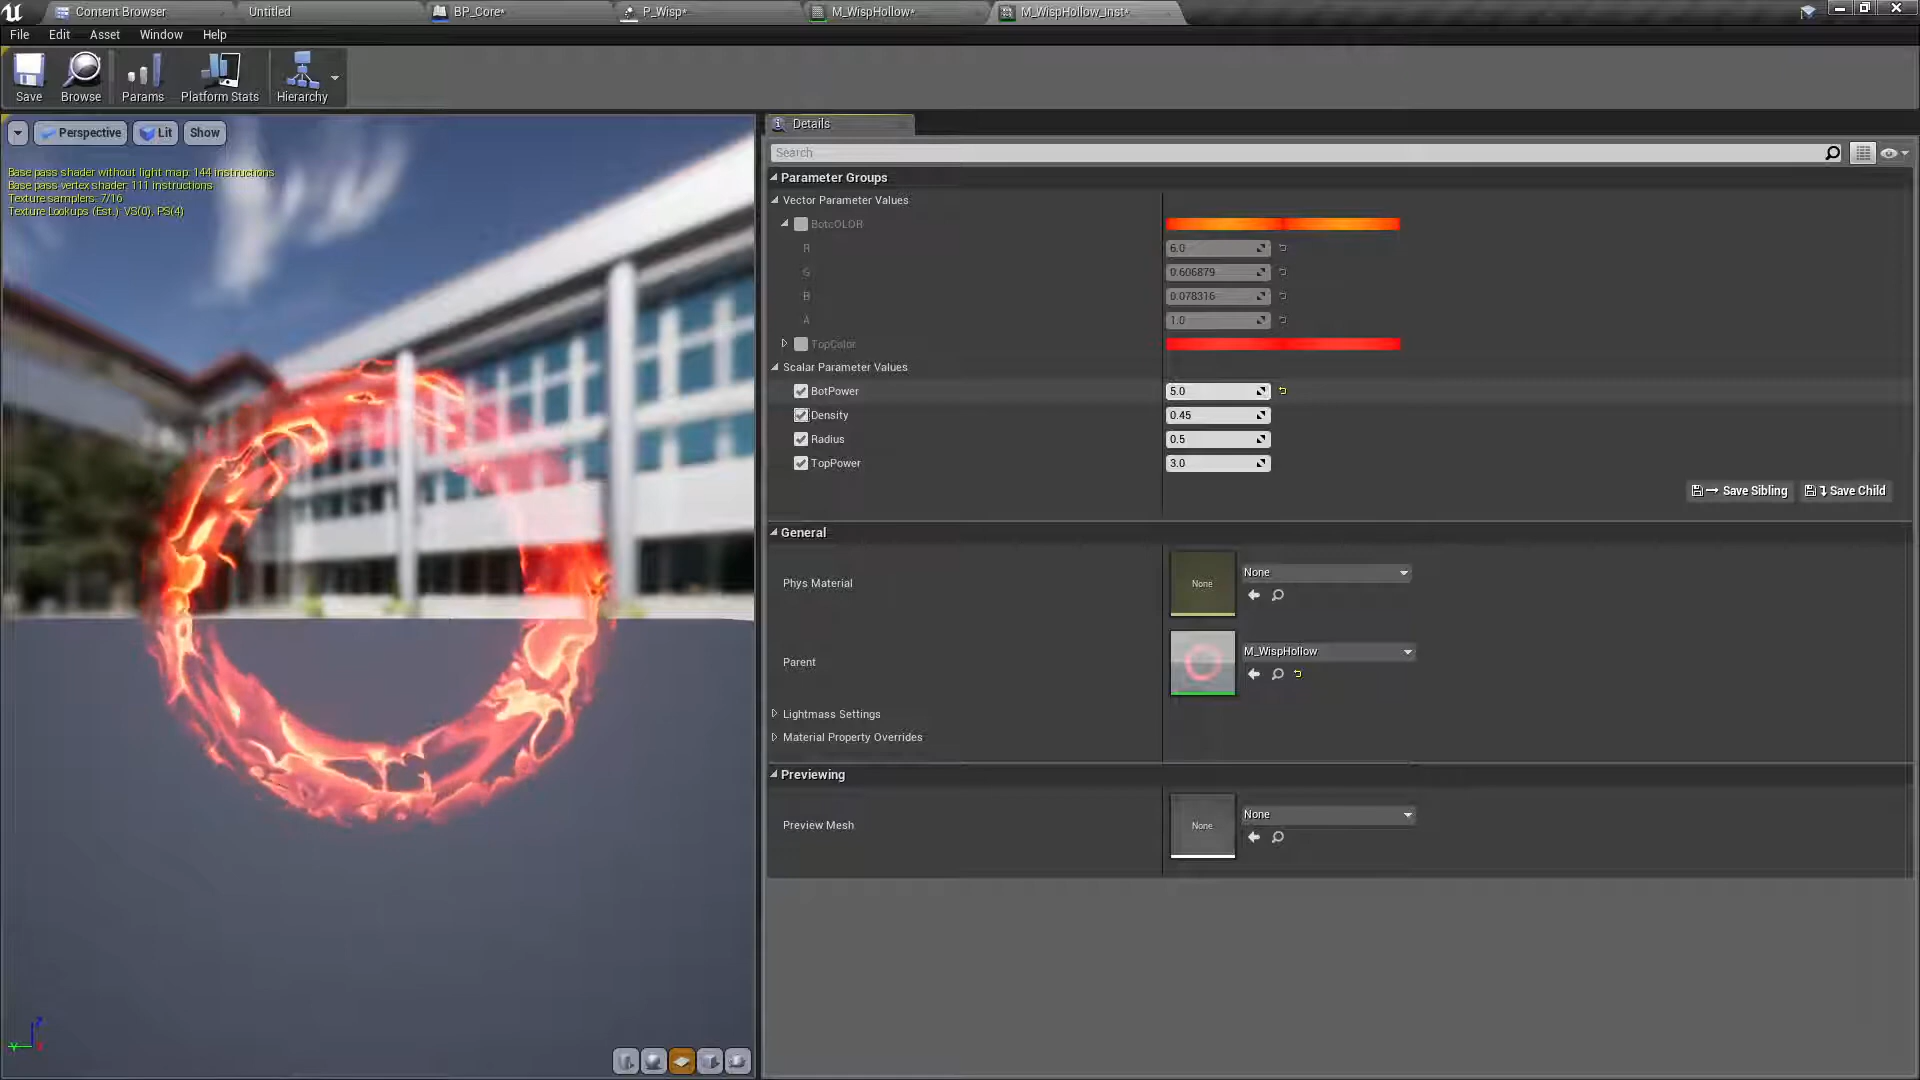 Content Browser
Untitled
BP_Core*
P_Wisp*
M_WispHollow*
M_WispHollow_Inst*
File Edit Asset Window Help
Save Browse Params Platform Stats Hierarchy
Perspective Lit Show
Base pass shader without light map: 144 instructions
Base pass vertex shader: 111 instructions
Texture samplers: 7/16
Texture Lookups (Est.): VS(0), PS(4)
Details
Search
Parameter Groups
Vector Parameter Values
BotcOLOR
R 6.0
G 0.606879
B 0.078316
A 1.0
TopColor
Scalar Parameter Values
BotPower 5.0
Density 0.45
Radius 0.5
TopPower 3.0
Save Sibling Save Child
General
Phys Material None None
Parent M_WispHollow
Lightmass Settings
Material Property Overrides
Previewing
Preview Mesh None None